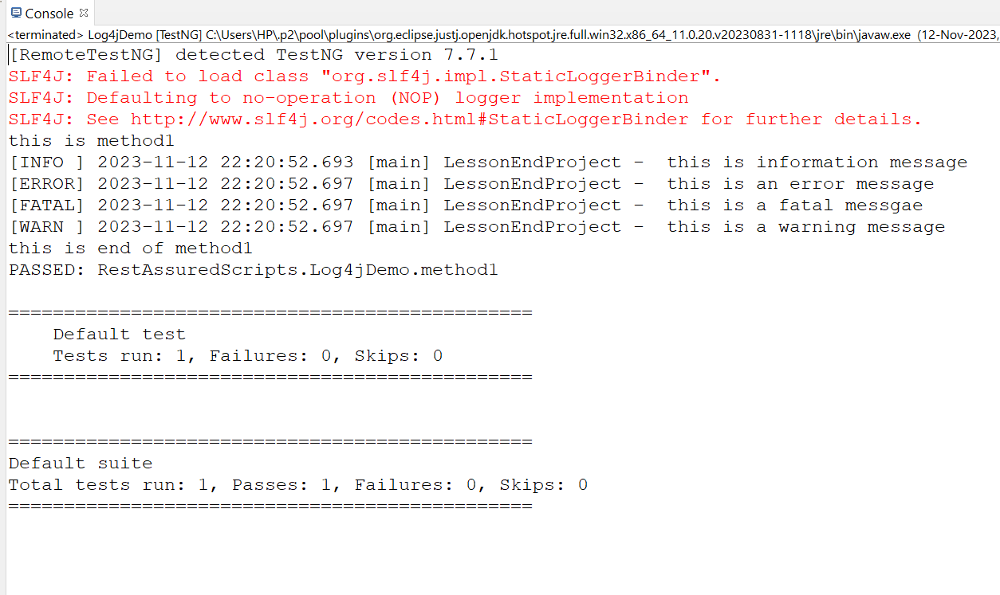 Console
<terminated> Log4jDemo [TestNG] C:\Users\HP\.p2\pool\plugins\org.eclipse.justj.openjdk.hotspot.jre.full.win32.x86_64_11.0.20.v20230831-1118\jre\bin\javaw.exe (12-Nov-2023,
[RemoteTestNG] detected TestNG version 7.7.1
SLF4J: Failed to load class "org.slf4j.impl.StaticLoggerBinder".
SLF4J: Defaulting to no-operation (NOP) logger implementation
SLF4J: See http://www.slf4j.org/codes.html#StaticLoggerBinder for further details.
this is method1
[INFO ] 2023-11-12 22:20:52.693 [main] LessonEndProject -  this is information message
[ERROR] 2023-11-12 22:20:52.697 [main] LessonEndProject -  this is an error message
[FATAL] 2023-11-12 22:20:52.697 [main] LessonEndProject -  this is a fatal messgae
[WARN ] 2023-11-12 22:20:52.697 [main] LessonEndProject -  this is a warning message
this is end of method1
PASSED: RestAssuredScripts.Log4jDemo.method1
===============================================
    Default test
    Tests run: 1, Failures: 0, Skips: 0
===============================================
===============================================
Default suite
Total tests run: 1, Passes: 1, Failures: 0, Skips: 0
===============================================